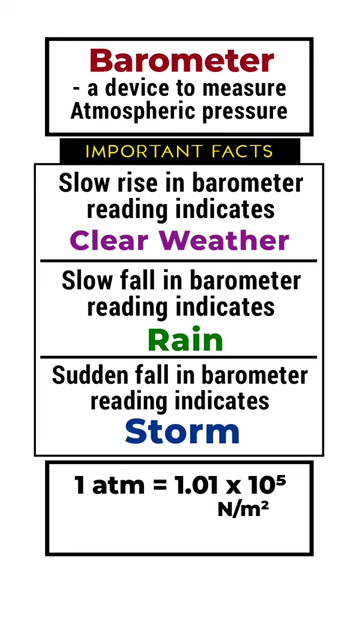 Barometer
- a device to measure
Atmospheric pressure
IMPORTANT FACTS
Slow rise in barometer
reading indicates
Clear Weather
Slow fall in barometer
reading indicates
Rain
Sudden fall in barometer
reading indicates
Storm
1 atm = 1.01 x 10⁵
N/m²